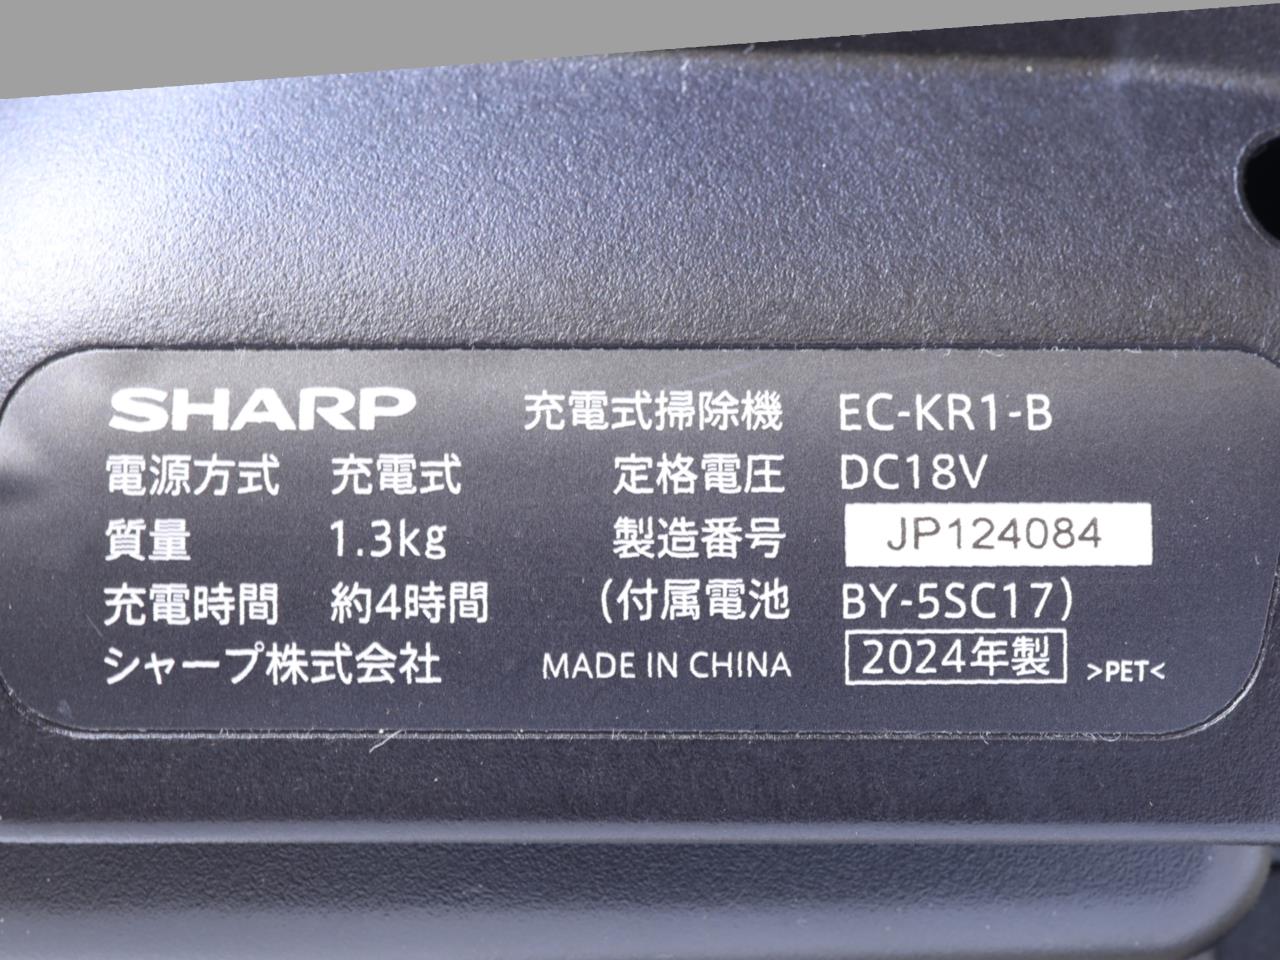 SHARP 充電式掃除機 EC-KR1-B
電源方式 充電式 定格電圧 DC18V
質量 1.3kg 製造番号 JP124084
充電時間 約4時間 (付属電池 BY-5SC17)
シャープ株式会社 MADE IN CHINA 2024年製 >PET<